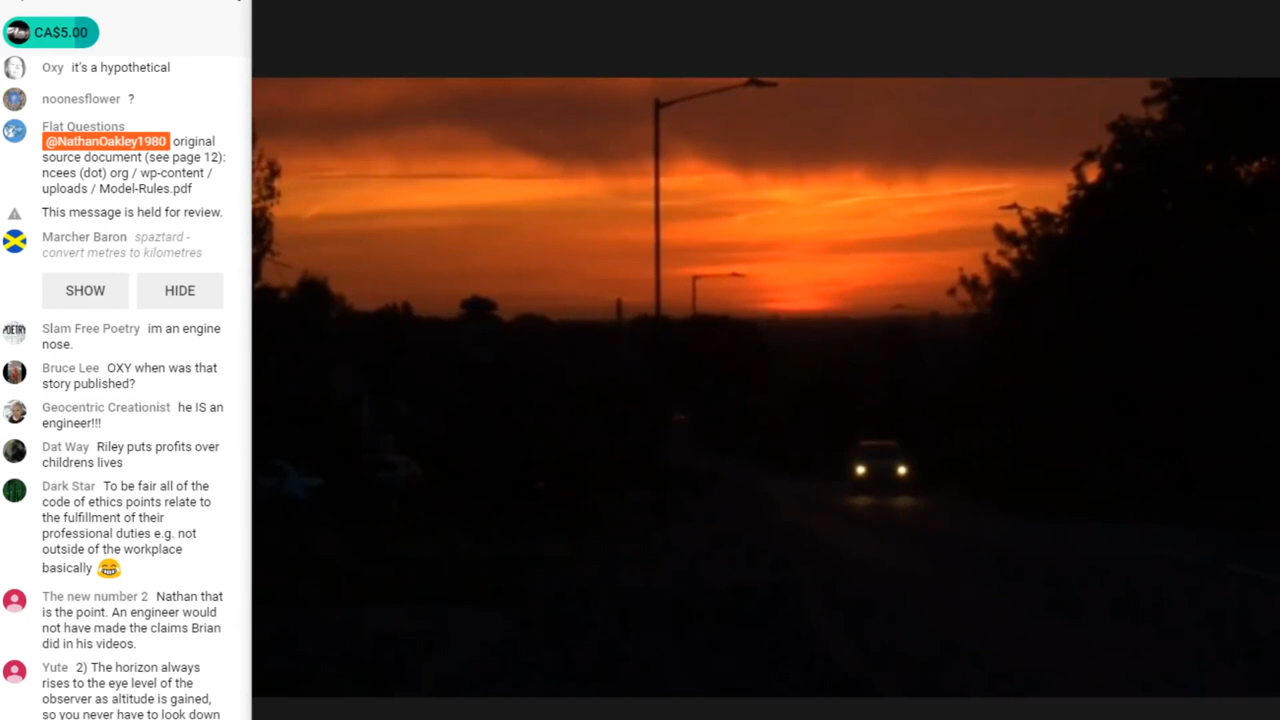 CA$5.00
Oxy it's a hypothetical
noonesflower ?
Flat Questions
@NathanOakley1980 original
source document (see page 12):
ncees (dot) org / wp-content /
uploads / Model-Rules.pdf
This message is held for review.
Marcher Baron spaztard -
convert metres to kilometres
SHOW HIDE
POETRY
Slam Free Poetry im an engine
nose.
Bruce Lee OXY when was that
story published?
Geocentric Creationist he IS an
engineer!!!
Dat Way Riley puts profits over
childrens lives
Dark Star To be fair all of the
code of ethics points relate to
the fulfillment of their
professional duties e.g. not
outside of the workplace
basically 😂
The new number 2 Nathan that
is the point. An engineer would
not have made the claims Brian
did in his videos.
Yute 2) The horizon always
rises to the eye level of the
observer as altitude is gained,
so you never have to look down